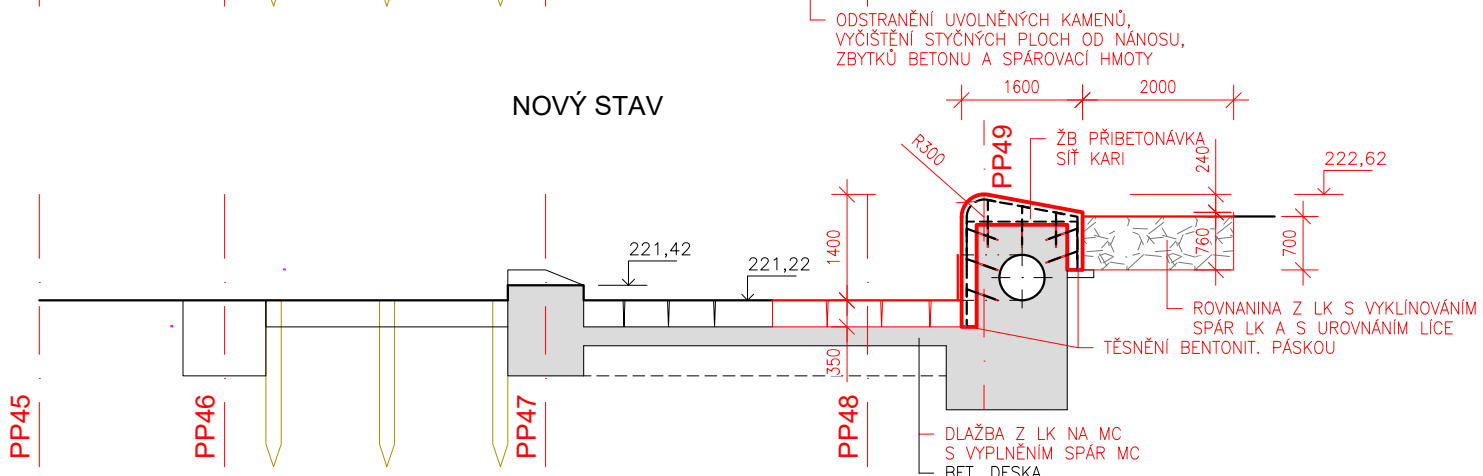 ODSTRANĚNÍ UVOLNĚNÝCH KAMENŮ,
VYČIŠTĚNÍ STYČNÝCH PLOCH OD NÁNOSU,
ZBYTKŮ BETONU A SPÁROVACÍ HMOTY
1600
2000
NOVÝ STAV
R300
PP49
ŽB PŘIBETONÁVKA
SÍŤ KARI
240
222,62
221,42
221,22
1400
760
700
ROVNANINA Z LK S VYKLÍNOVÁNÍM
SPÁR LK A S UROVNÁNÍM LÍCE
TĚSNĚNÍ BENTONIT. PÁSKOU
350
PP45
PP46
PP47
PP48
DLAŽBA Z LK NA MC
S VYPLNĚNÍM SPÁR MC
BET. DESKA